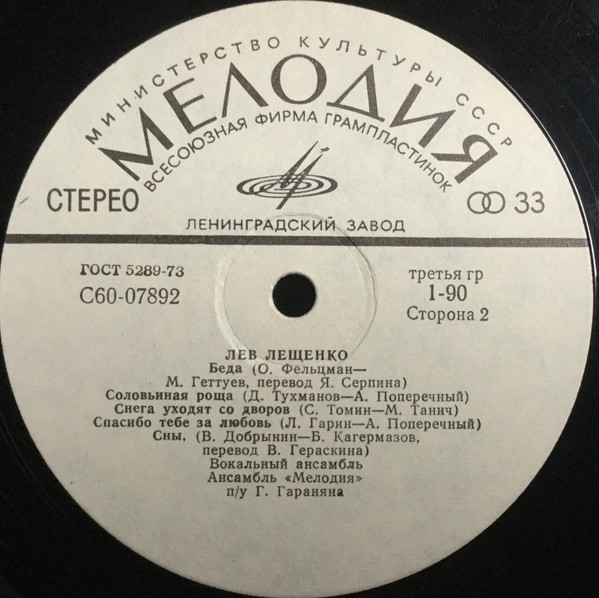 МИНИСТЕРСТВО КУЛЬТУРЫ СССР
МЕЛОДИЯ
ВСЕСОЮЗНАЯ ФИРМА ГРАМПЛАСТИНОК
СТЕРЕО
33
ЛЕНИНГРАДСКИЙ ЗАВОД
ГОСТ 5289-73
С60-07892
третья гр
1-90
Сторона 2
ЛЕВ ЛЕЩЕНКО
Беда (О. Фельцман—
М. Геттуев, перевод Я. Серпина)
Соловьиная роща (Д. Тухманов—А. Поперечный)
Снега уходят со дворов (С. Томин—М. Танич)
Спасибо тебе за любовь (Л. Гарин—А. Поперечный)
Сны, (В. Добрынин—Б. Кагермазов,
перевод В. Гераскина)
Вокальный ансамбль
Ансамбль «Мелодия»
п/у Г. Гараняна